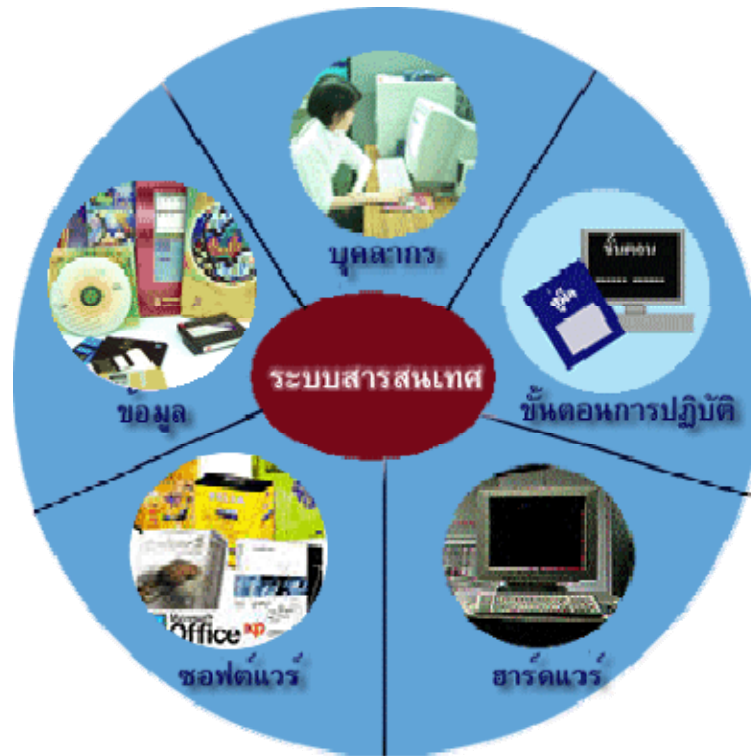 บุคลากร
ขั้นตอน
คู่มือ
ระบบสารสนเทศ
ข้อมูล
ขั้นตอนการปฏิบัติ
Microsoft
Office xp
ซอฟต์แวร์
ฮาร์ดแวร์